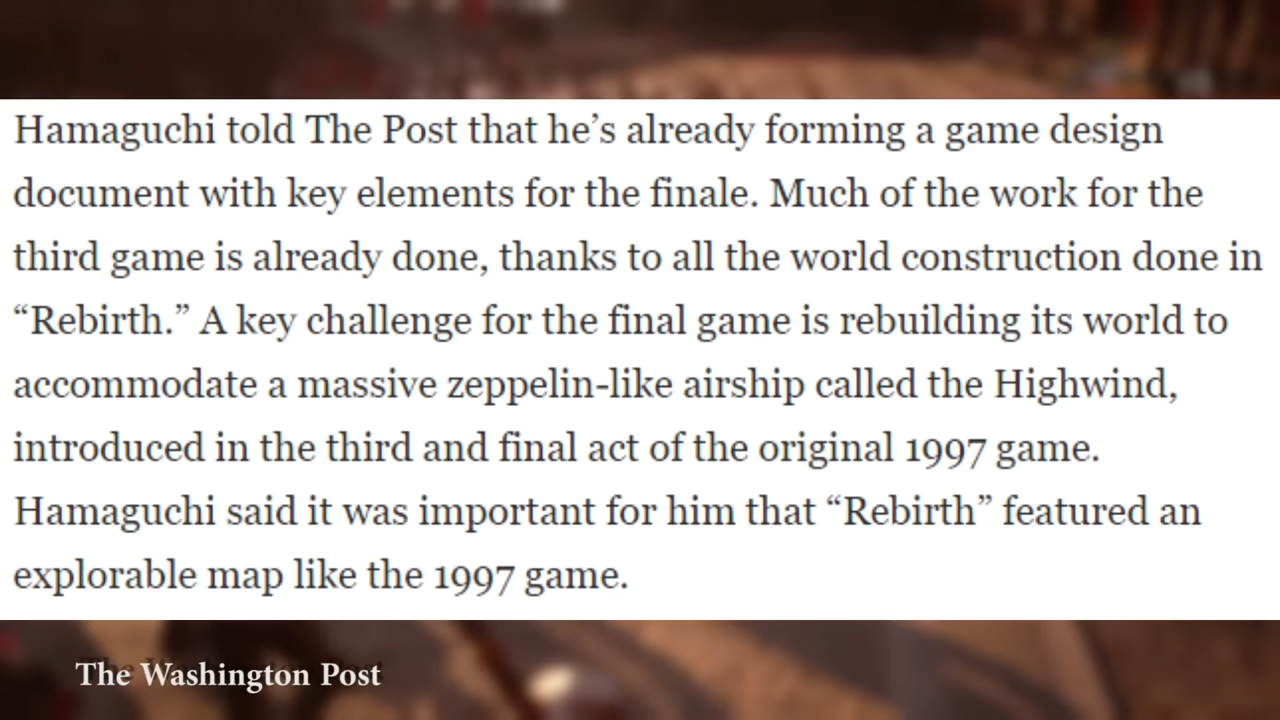 Hamaguchi told The Post that he’s already forming a game design
document with key elements for the finale. Much of the work for the
third game is already done, thanks to all the world construction done in
“Rebirth.” A key challenge for the final game is rebuilding its world to
accommodate a massive zeppelin-like airship called the Highwind,
introduced in the third and final act of the original 1997 game.
Hamaguchi said it was important for him that “Rebirth” featured an
explorable map like the 1997 game.
The Washington Post